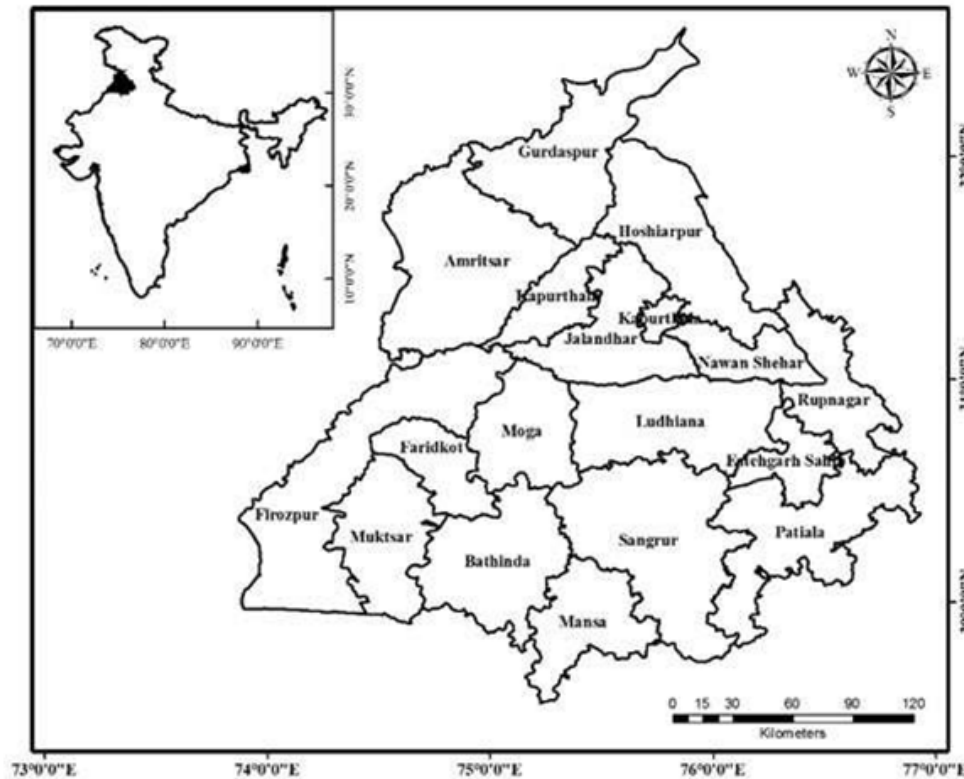 N
W E
S
30°0'0"N
20°0'0"N
10°0'0"N
70°0'0"E 80°0'0"E 90°0'0"E
Gurdaspur
Hoshiarpur
Amritsar
Kapurthala
Kapurthala
Jalandhar
Nawan Shehar
Rupnagar
Ludhiana
Moga
Faridkot
Fatehgarh Sahib
Firozpur
Muktsar
Bathinda
Sangrur
Patiala
Mansa
0 15 30 60 90 120
Kilometers
73°0'0"E 74°0'0"E 75°0'0"E 76°0'0"E 77°0'0"E